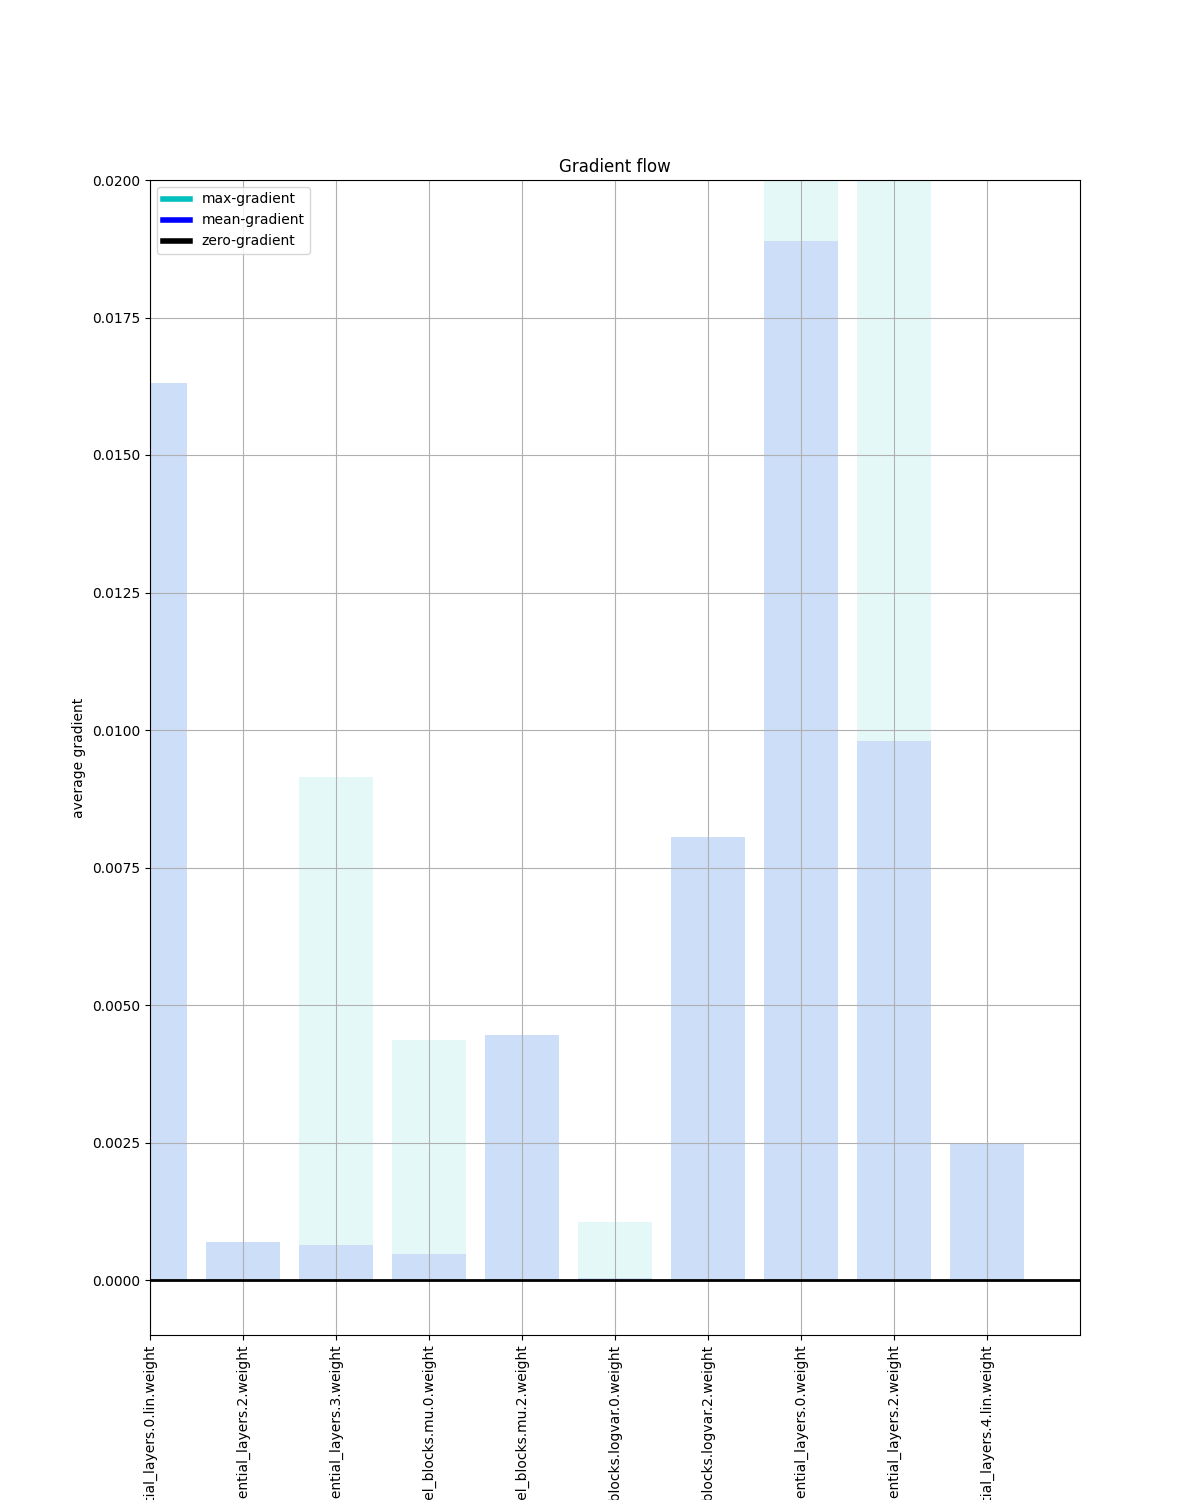 Gradient flow
max-gradient
mean-gradient
zero-gradient
0.0200
0.0175
0.0150
0.0125
0.0100
0.0075
0.0050
0.0025
0.0000
average gradient
tial_layers.0.lin.weight
ential_layers.2.weight
ential_layers.3.weight
el_blocks.mu.0.weight
el_blocks.mu.2.weight
blocks.logvar.0.weight
blocks.logvar.2.weight
ential_layers.0.weight
ential_layers.2.weight
tial_layers.4.lin.weight